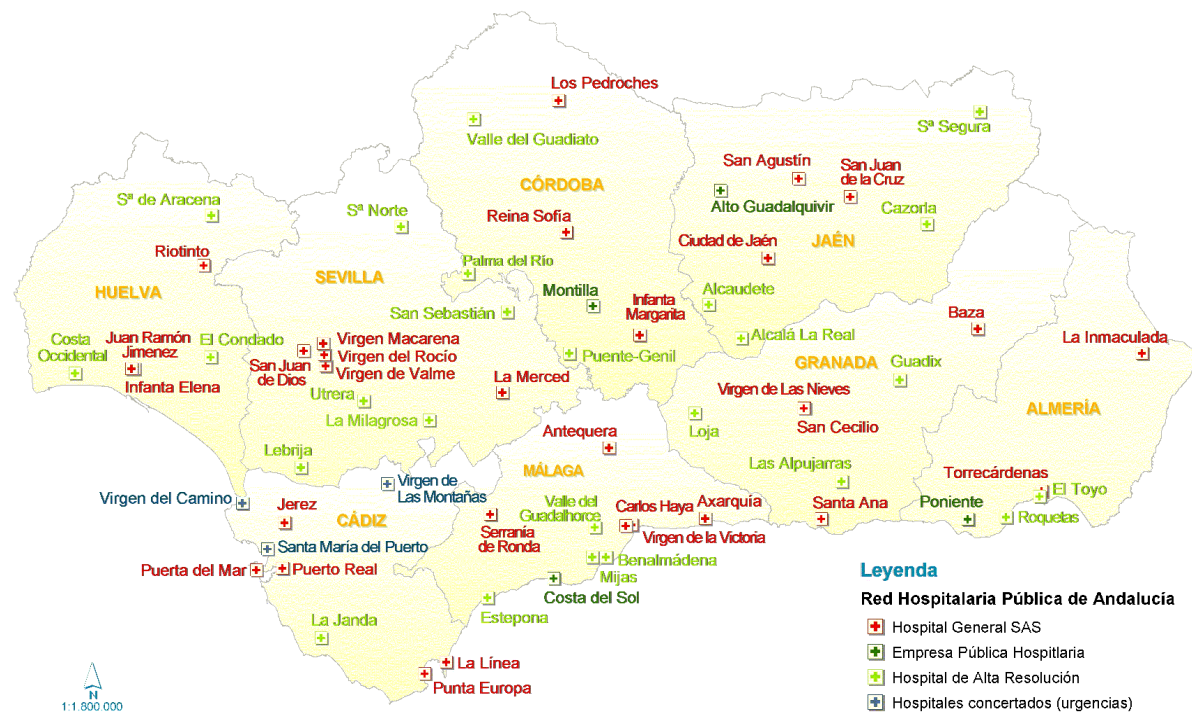 Los Pedroches
Valle del Guadiato
Sª Segura
San Agustín
San Juan
de la Cruz
CÓRDOBA
Alto Guadalquivir
Cazorla
Sª de Aracena
Sª Norte
Reina Sofía
Ciudad de Jaén
JAÊN
Riotinto
Palma del Río
SEVILLA
HUELVA
Montilla
Alcaudete
San Sebastián
Infanta
Margarita
Baza
Costa
Occidental
Juan Ramón
Jimenez
El Condado
Virgen Macarena
Virgen del Rocío
Virgen de Valme
San Juan
de Dios
Alcalá La Real
La Inmaculada
Puente-Genil
GRANADA
Guadix
Infanta Elena
La Merced
Virgen de Las Nieves
Utrera
La Milagrosa
ALMERÌA
Loja
San Cecilio
Antequera
Lebrija
MÁLAGA
Las Alpujarras
Torrecárdenas
El Toyo
Virgen de
Las Montañas
Virgen del Camino
Jerez
CÁDIZ
Valle del
Guadalhorce
Carlos Haya
Axarquía
Santa Ana
Poniente
Roquelas
Serranía
de Ronda
Virgen de la Victoria
Santa María del Puerto
Benalmádena
Mijas
Puerta del Mar
Puerto Real
Costa del Sol
Estepona
La Janda
La Línea
Punta Europa
Leyenda
Red Hospitalaria Pública de Andalucía
Hospital General SAS
Empresa Pública Hospitlaria
Hospital de Alta Resolución
Hospitales concertados (urgencias)
N
1:1.800.000